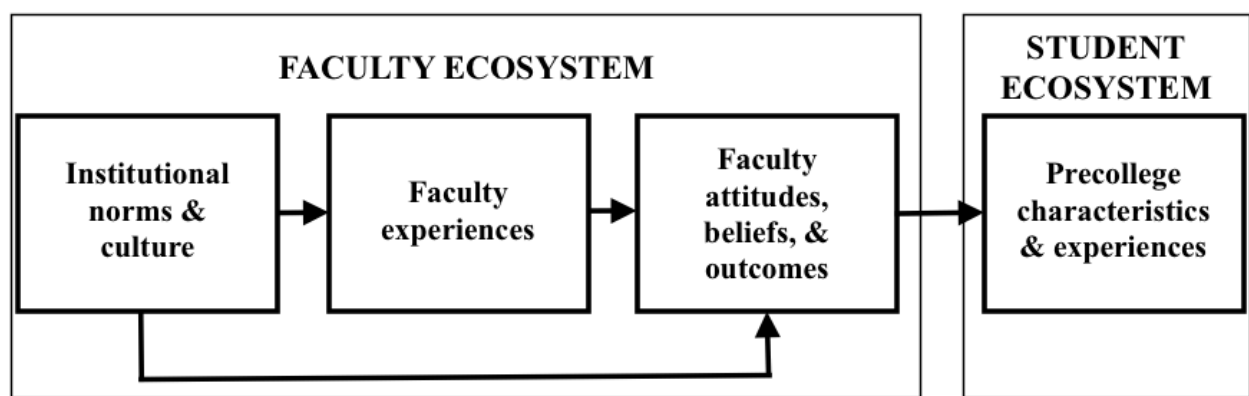 FACULTY ECOSYSTEM
Institutional
norms &
culture
Faculty
experiences
Faculty
attitudes,
beliefs, &
outcomes
STUDENT
ECOSYSTEM
Precollege
characteristics
& experiences